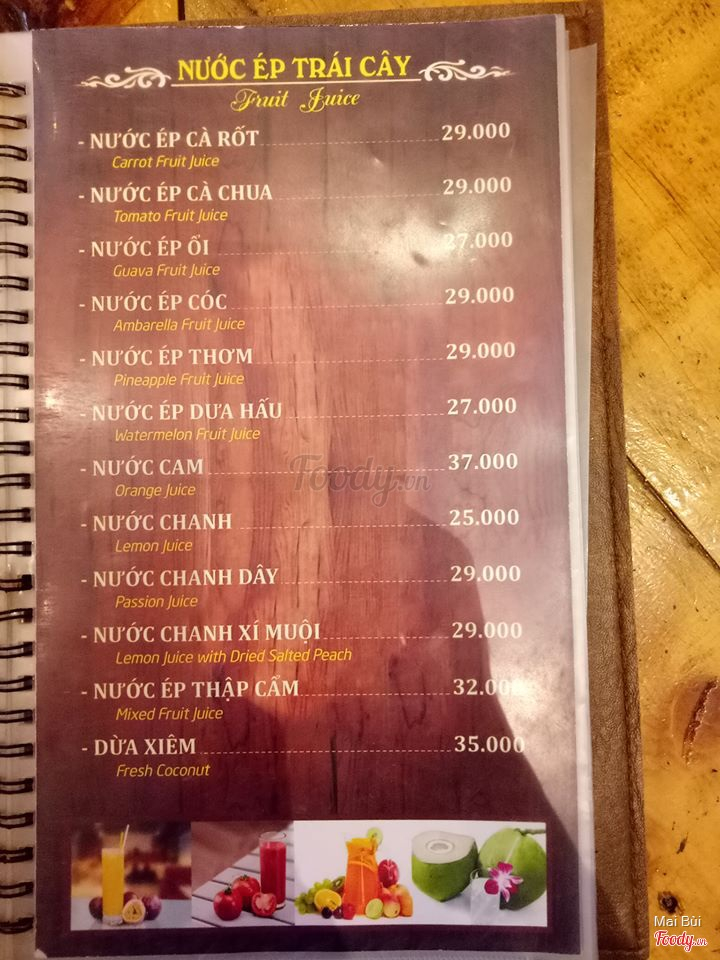 NƯỚC ÉP TRÁI CÂY
Fruit Juice
- NƯỚC ÉP CÀ RỐT 29.000
Carrot Fruit Juice
- NƯỚC ÉP CÀ CHUA 29.000
Tomato Fruit Juice
- NƯỚC ÉP ỔI 27.000
Guava Fruit Juice
- NƯỚC ÉP CÓC 29.000
Ambarella Fruit Juice
- NƯỚC ÉP THƠM 29.000
Pineapple Fruit Juice
- NƯỚC ÉP DƯA HẤU 27.000
Watermelon Fruit Juice
- NƯỚC CAM 37.000
Orange Juice
- NƯỚC CHANH 25.000
Lemon Juice
- NƯỚC CHANH DÂY 29.000
Passion Juice
- NƯỚC CHANH XÍ MUỘI 29.000
Lemon Juice with Dried Salted Peach
- NƯỚC ÉP THẬP CẨM 32.000
Mixed Fruit Juice
- DỪA XIÊM 35.000
Fresh Coconut
Foody.vn
Mai Bùi
Foody.vn